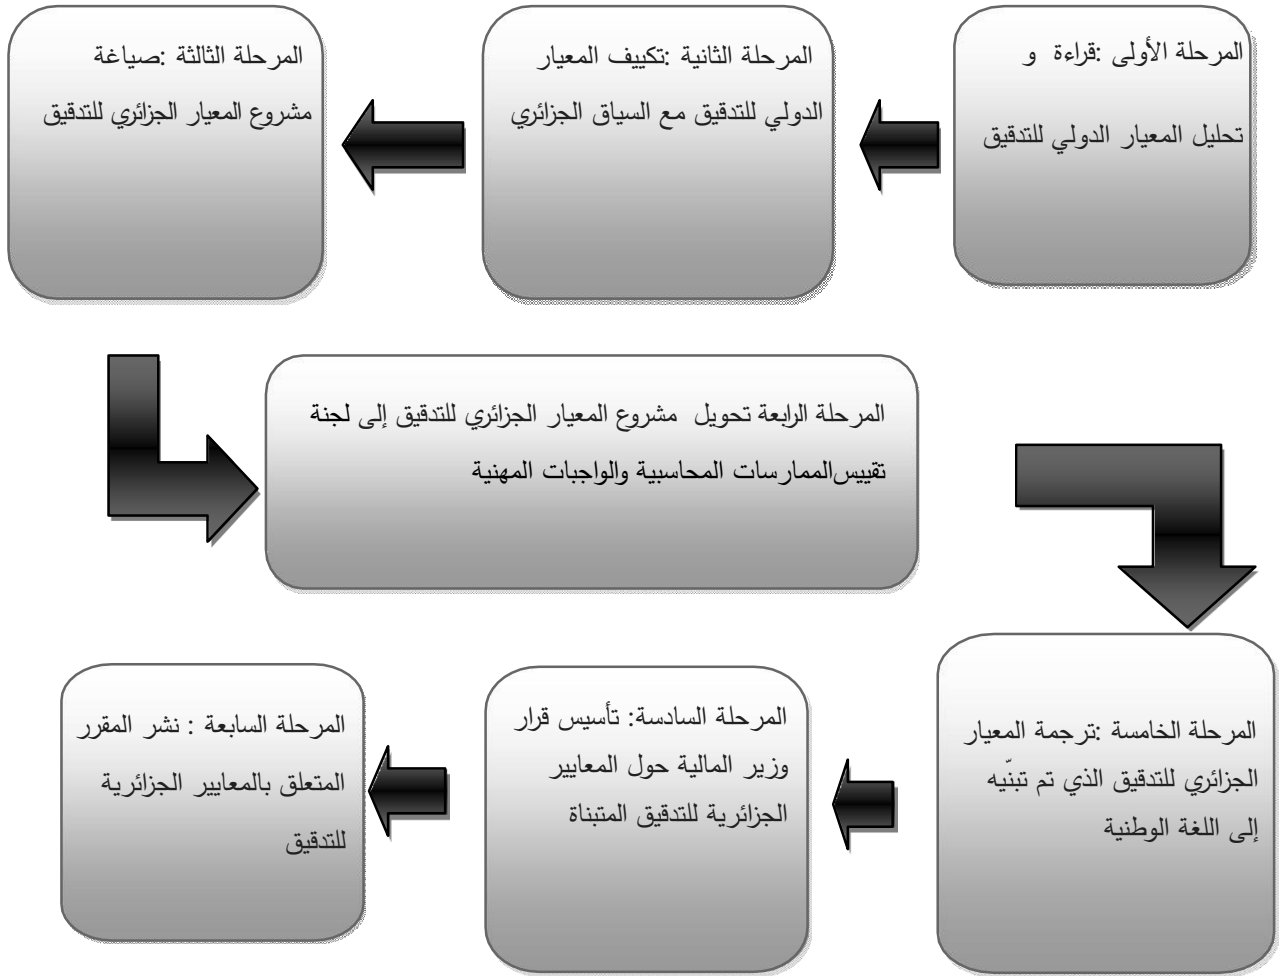 المرحلة الأولى :قراءة و
تحليل المعيار الدولي للتدقيق
المرحلة الثانية :تكييف المعيار
الدولي للتدقيق مع السياق الجزائري
المرحلة الثالثة :صياغة
مشروع المعيار الجزائري للتدقيق
المرحلة الرابعة تحويل مشروع المعيار الجزائري للتدقيق إلى لجنة
تقييس الممارسات المحاسبية والواجبات المهنية
المرحلة الخامسة :ترجمة المعيار
الجزائري للتدقيق الذي تم تبنّيه
إلى اللغة الوطنية
المرحلة السادسة: تأسيس قرار
وزير المالية حول المعايير
الجزائرية للتدقيق المتبناة
المرحلة السابعة : نشر المقرر
المتعلق بالمعايير الجزائرية
للتدقيق